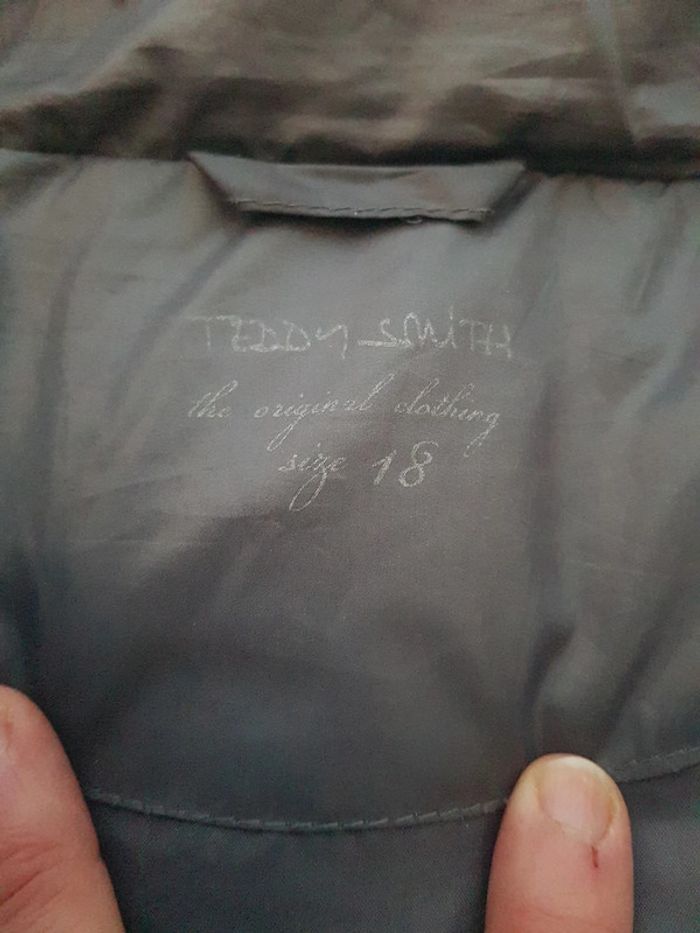 TEDDY SMITH
the original clothing
size 18